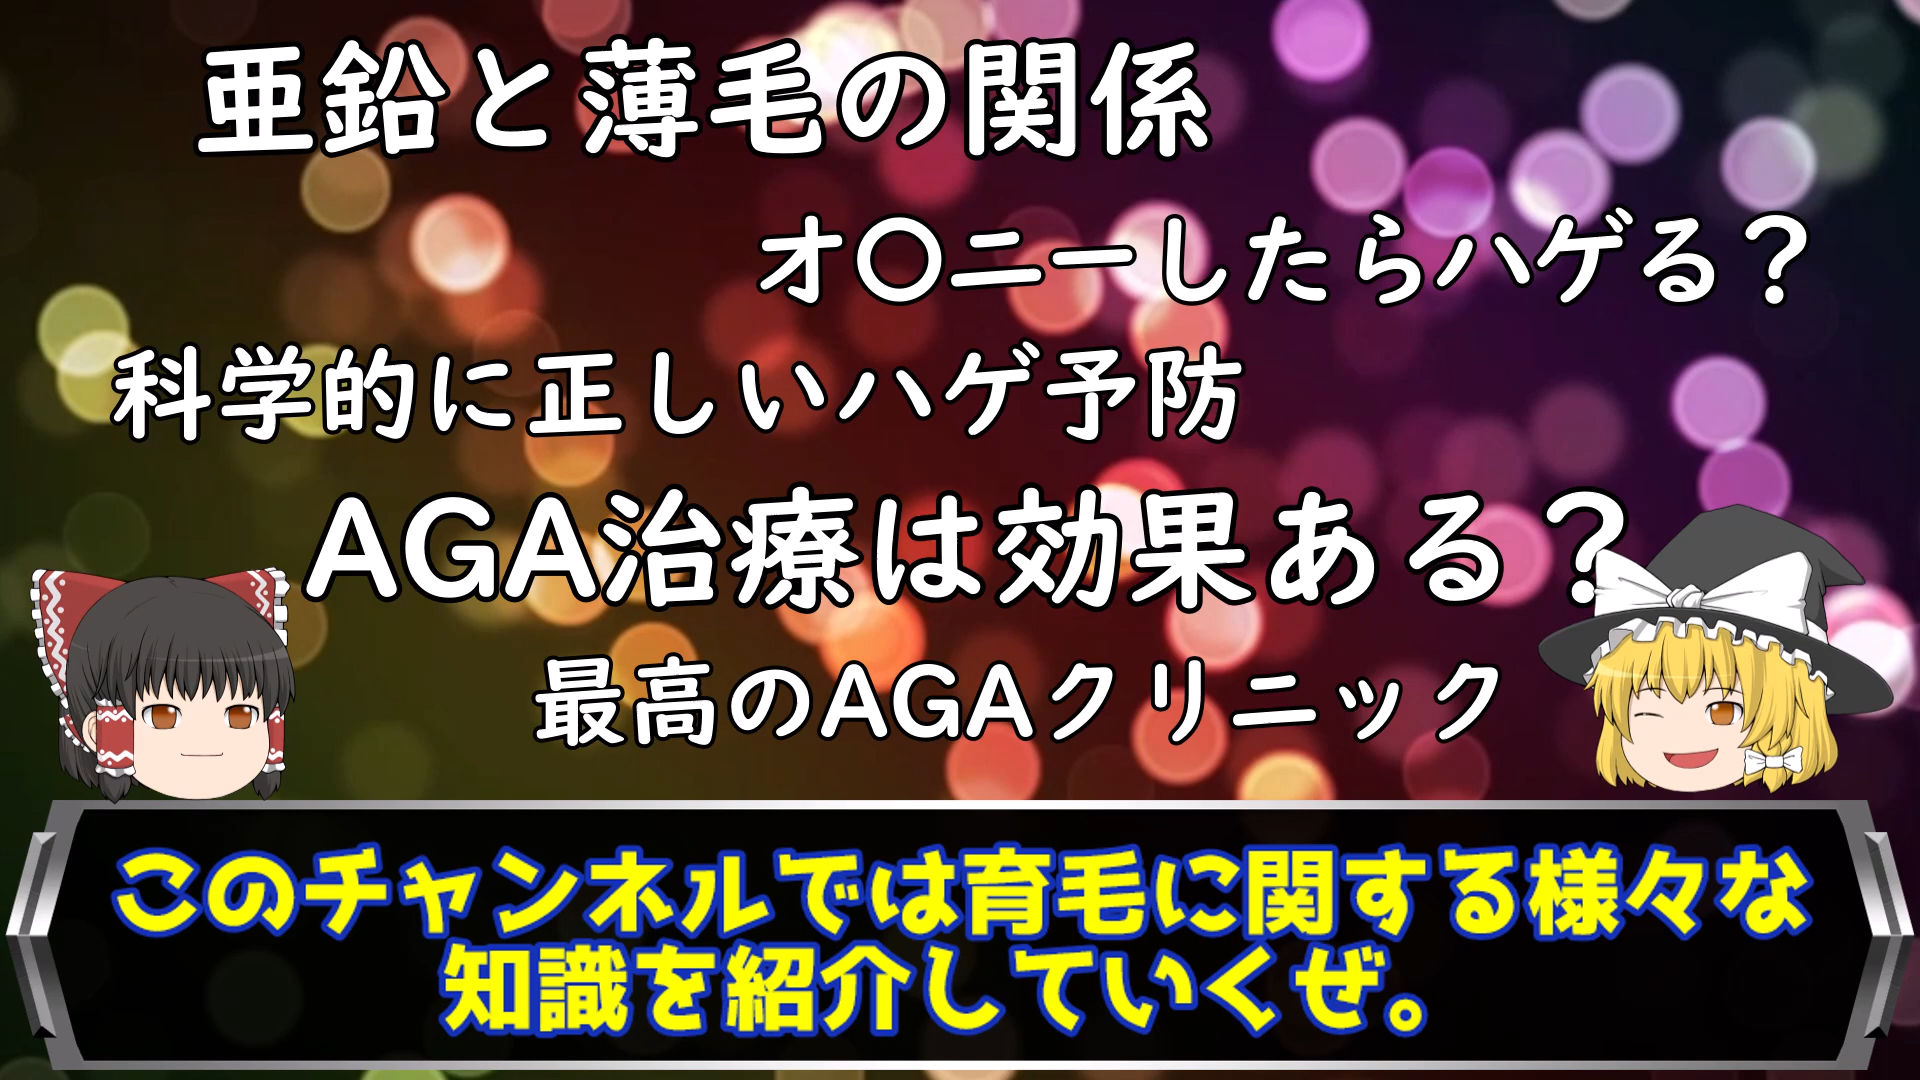 亜鉛と薄毛の関係
オ〇ニーしたらハゲる？
科学的に正しいハゲ予防
AGA治療は効果ある？
最高のAGAクリニック
このチャンネルでは育毛に関する様々な
知識を紹介していくぜ。